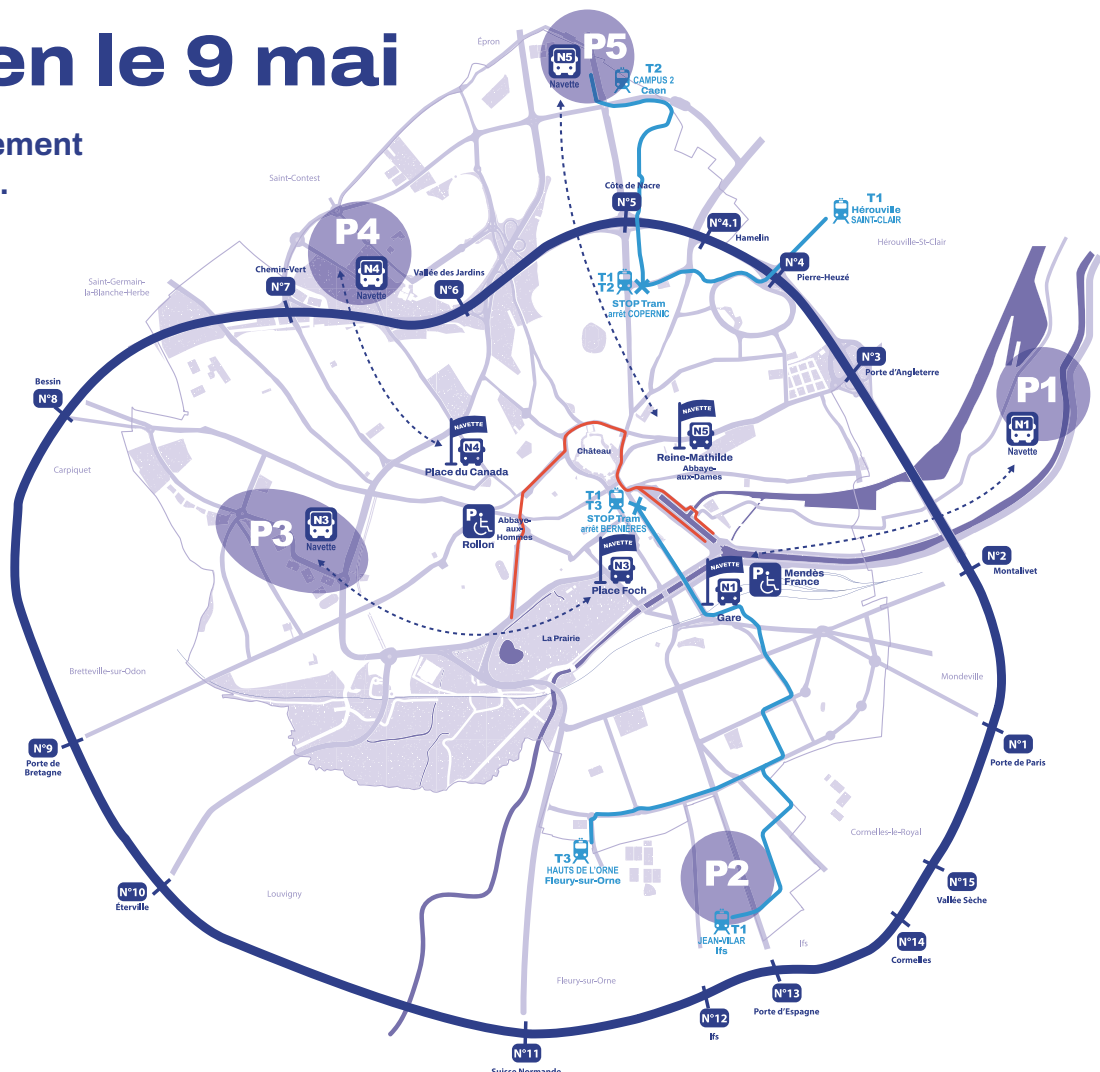 en le 9 mai
ement
.
Épron
N5
Navette
P5
T2
CAMPUS 2
Caen
Saint-Contest
P4
N4
Navette
Côte de Nacre
N°5
N°4.1
Hamelin
T1
Hérouville
SAINT-CLAIR
Hérouville-St-Clair
N°4
Pierre-Heuzé
Saint-Germain-
la-Blanche-Herbe
Chemin-Vert
N°7
Vallée des Jardins
N°6
T1
T2
STOP Tram
arrêt COPERNIC
N°3
Porte d'Angleterre
P1
N1
Navette
Bessin
N°8
Carpiquet
NAVETTE
N4
Place du Canada
NAVETTE
N5
Reine-Mathilde
Abbaye-
aux-Dames
Château
P3
N3
Navette
P
Rollon
Abbaye-
aux-
Hommes
T1
T3
STOP Tram
arrêt BERNIÈRES
NAVETTE
N3
Place Foch
NAVETTE
N1
Gare
P
Mendès
France
N°2
Montalivet
La Prairie
Bretteville-sur-Odon
Mondeville
N°9
Porte de
Bretagne
N°1
Porte de Paris
Cormelles-le-Royal
T3
HAUTS DE L'ORNE
Fleury-sur-Orne
P2
T1
JEAN-VILAR
Ifs
N°10
Éterville
Louvigny
N°15
Vallée Sèche
N°14
Cormelles
Ifs
Fleury-sur-Orne
N°13
Porte d'Espagne
N°12
Ifs
N°11
Suisse Normande